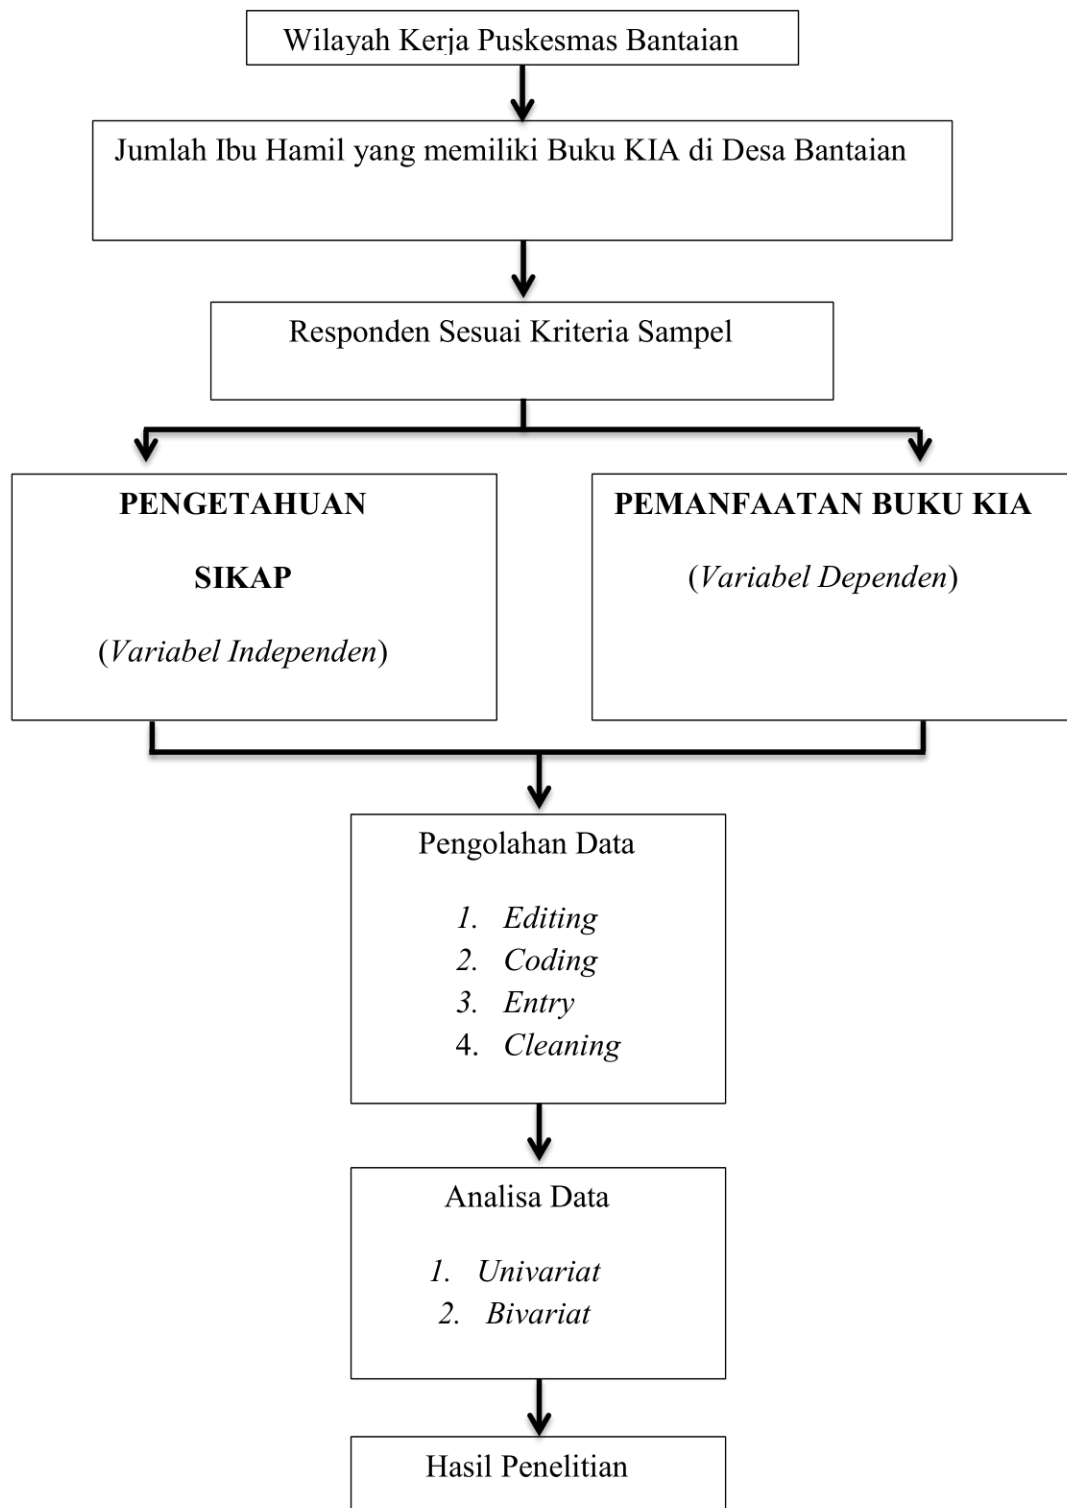 Wilayah Kerja Puskesmas Bantaian
Jumlah Ibu Hamil yang memiliki Buku KIA di Desa Bantaian
Responden Sesuai Kriteria Sampel
PENGETAHUAN
SIKAP
(Variabel Independen)
PEMANFAATAN BUKU KIA
(Variabel Dependen)
Pengolahan Data
1. Editing
2. Coding
3. Entry
4. Cleaning
Analisa Data
1. Univariat
2. Bivariat
Hasil Penelitian